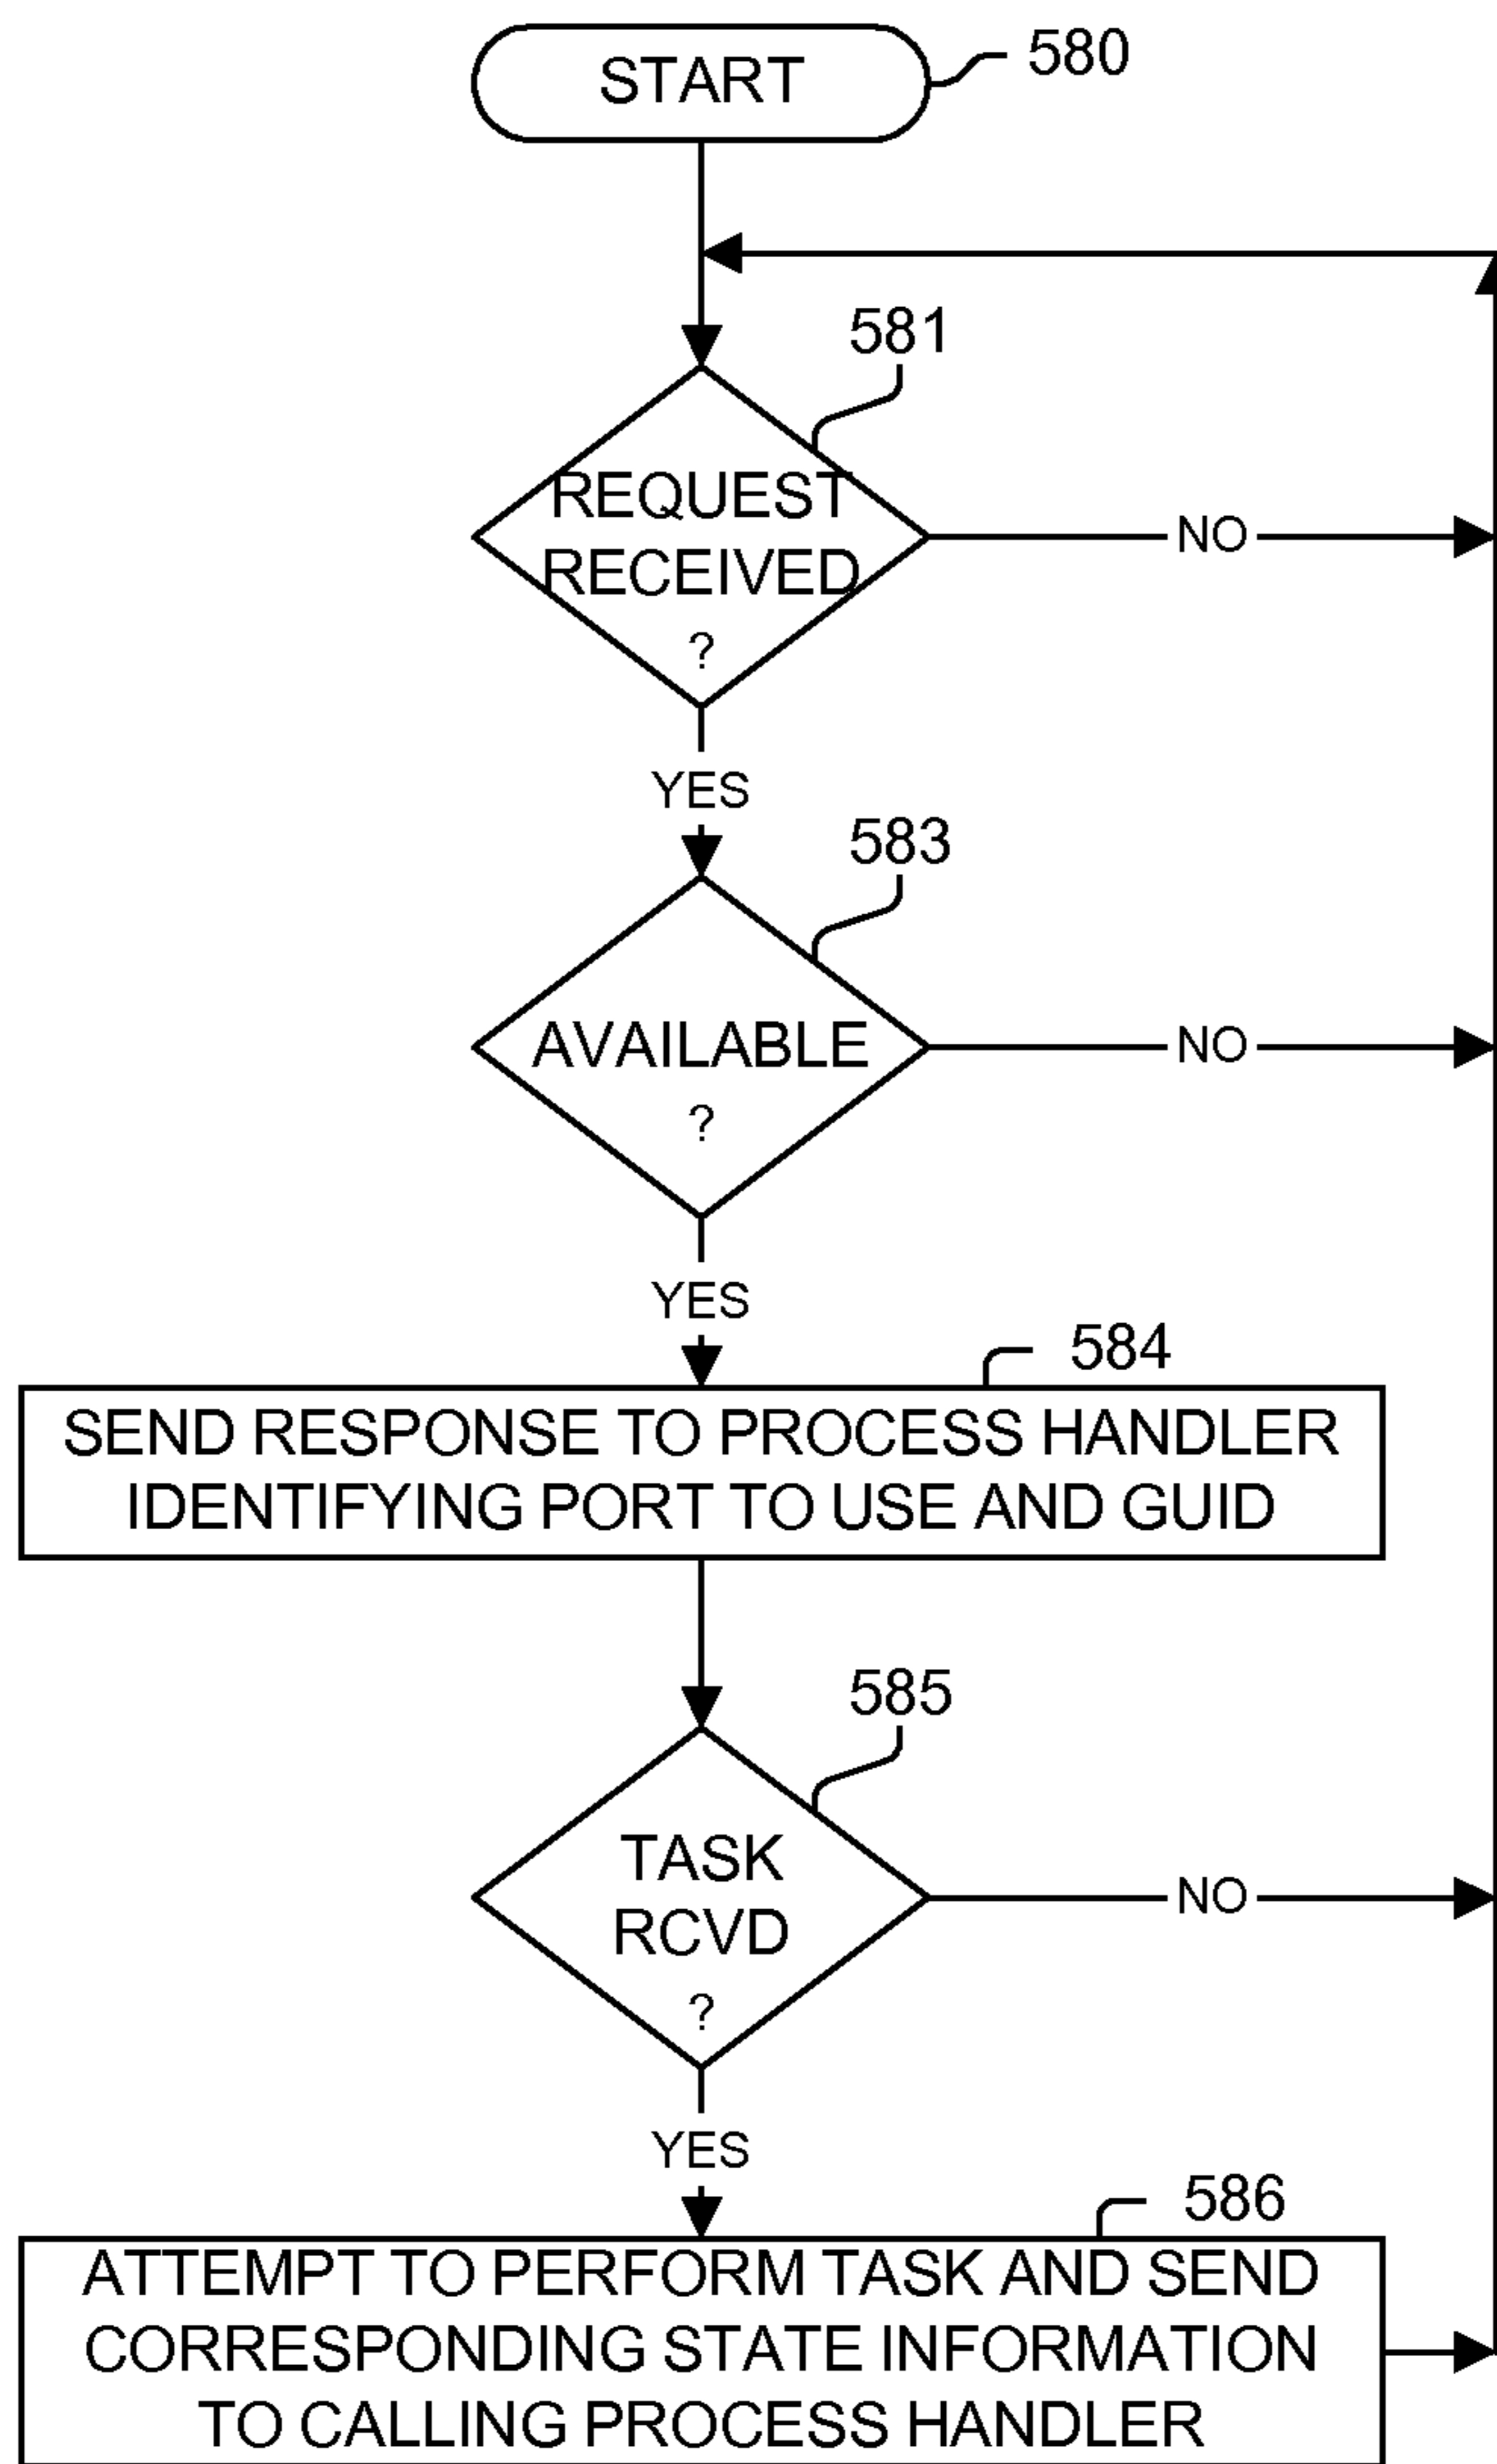 START
580
581
REQUEST
RECEIVED
?
NO
YES
583
AVAILABLE
?
NO
YES
584
SEND RESPONSE TO PROCESS HANDLER
IDENTIFYING PORT TO USE AND GUID
585
TASK
RCVD
?
NO
YES
586
ATTEMPT TO PERFORM TASK AND SEND
CORRESPONDING STATE INFORMATION
TO CALLING PROCESS HANDLER